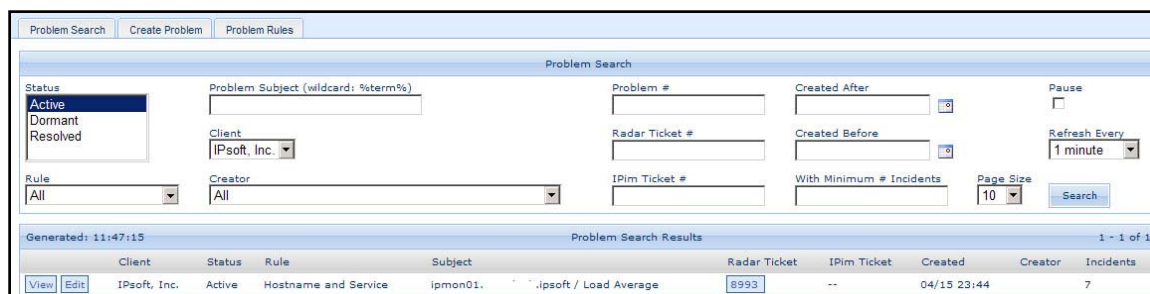 Problem Search Create Problem Problem Rules
Problem Search
Status Problem Subject (wildcard: %term%) Problem # Created After Pause
Active
Dormant
Resolved
Client Radar Ticket # Created Before Refresh Every
IPsoft, Inc. 1 minute
Rule Creator IPim Ticket # With Minimum # Incidents Page Size
All All 10 Search
Generated: 11:47:15 Problem Search Results 1 - 1 of 1
Client Status Rule Subject Radar Ticket IPim Ticket Created Creator Incidents
View Edit IPsoft, Inc. Active Hostname and Service ipmon01. .ipsoft / Load Average 8993 -- 04/15 23:44 7